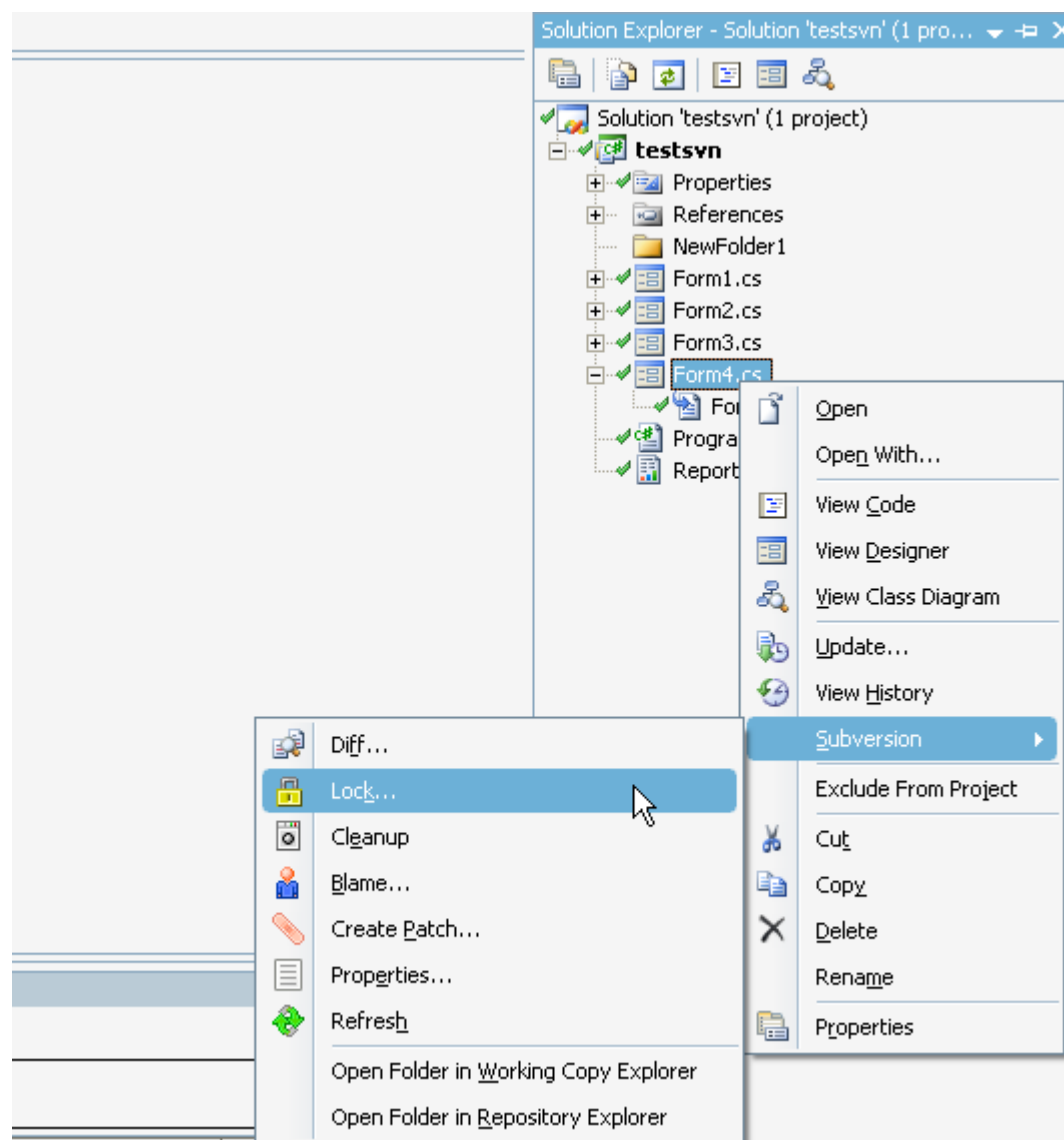 Solution Explorer - Solution 'testsvn' (1 pro...
Solution 'testsvn' (1 project)
testsvn
Properties
References
NewFolder1
Form1.cs
Form2.cs
Form3.cs
Form4.cs
For
Progra
Report
Open
Open With...
View Code
View Designer
View Class Diagram
Update...
View History
Subversion
Exclude From Project
Cut
Copy
Delete
Rename
Properties
Diff...
Lock...
Cleanup
Blame...
Create Patch...
Properties...
Refresh
Open Folder in Working Copy Explorer
Open Folder in Repository Explorer